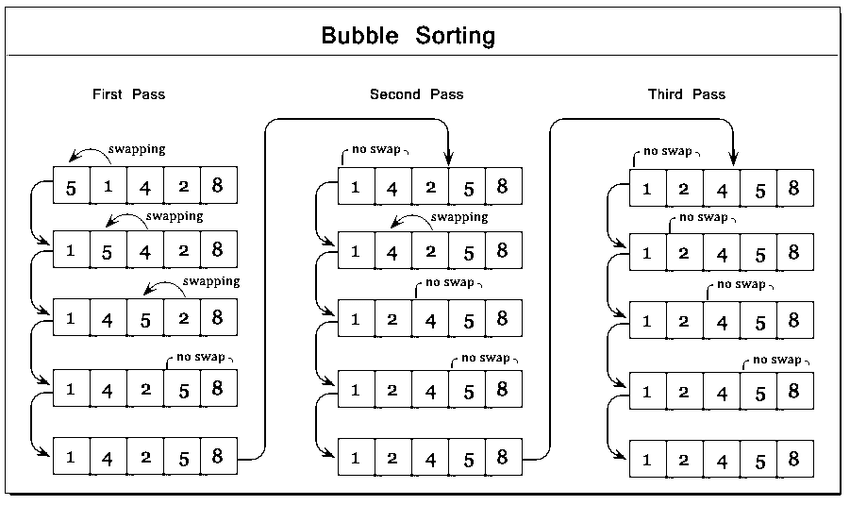 Bubble Sorting
First Pass
swapping
5 1 4 2 8
swapping
1 5 4 2 8
swapping
1 4 5 2 8
no swap
1 4 2 5 8
1 4 2 5 8
Second Pass
no swap
1 4 2 5 8
swapping
1 4 2 5 8
no swap
1 2 4 5 8
no swap
1 2 4 5 8
1 2 4 5 8
Third Pass
no swap
1 2 4 5 8
no swap
1 2 4 5 8
no swap
1 2 4 5 8
no swap
1 2 4 5 8
1 2 4 5 8